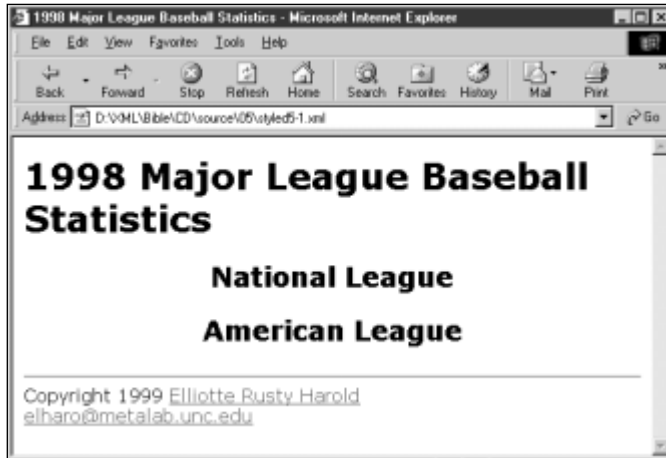 1998 Major League Baseball Statistics - Microsoft Internet Explorer
File Edit View Favorites Tools Help
Back Forward Stop Refresh Home Search Favorites History Mail Print
Address D:\XML\Bible\CD\source\05\styled5-1.xml Go
1998 Major League Baseball
Statistics
National League
American League
Copyright 1999 Elliotte Rusty Harold
elharo@metalab.unc.edu